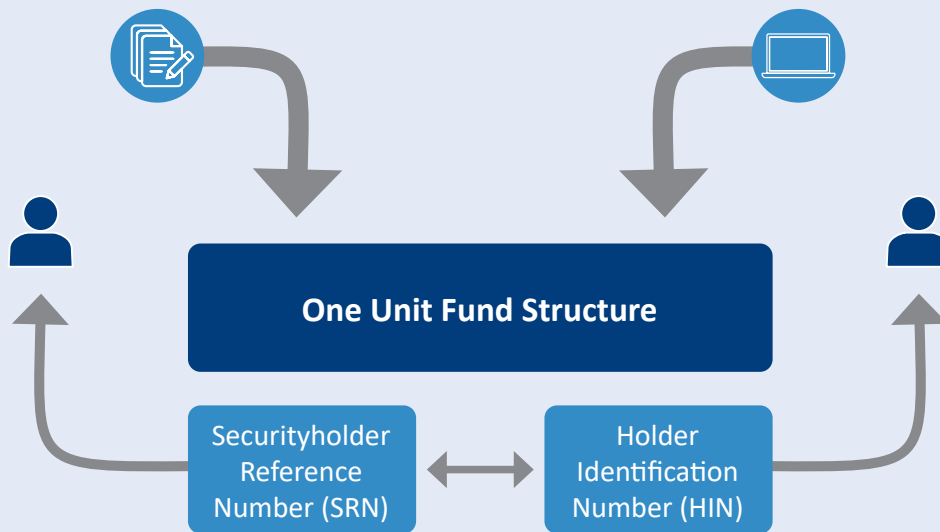 One Unit Fund Structure
Securityholder
Reference
Number (SRN)
Holder
Identification
Number (HIN)